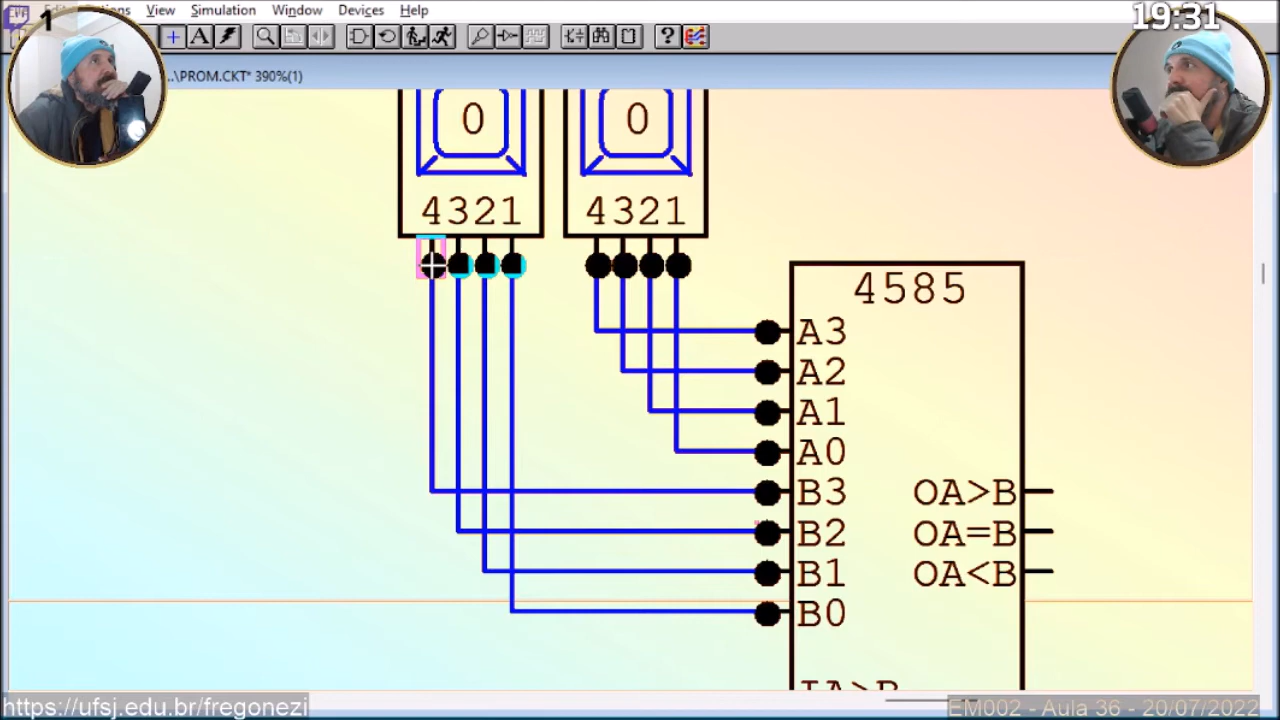 1
19:31
View Simulation Window Devices Help
A ?
..\PROM.CKT* 390%(1)
0 0
4321 4321
4585
A3
A2
A1
A0
B3 OA>B
B2 OA=B
B1 OA<B
B0
IA>B
https://ufsj.edu.br/fregonezi
EM002 - Aula 36 - 20/07/2022